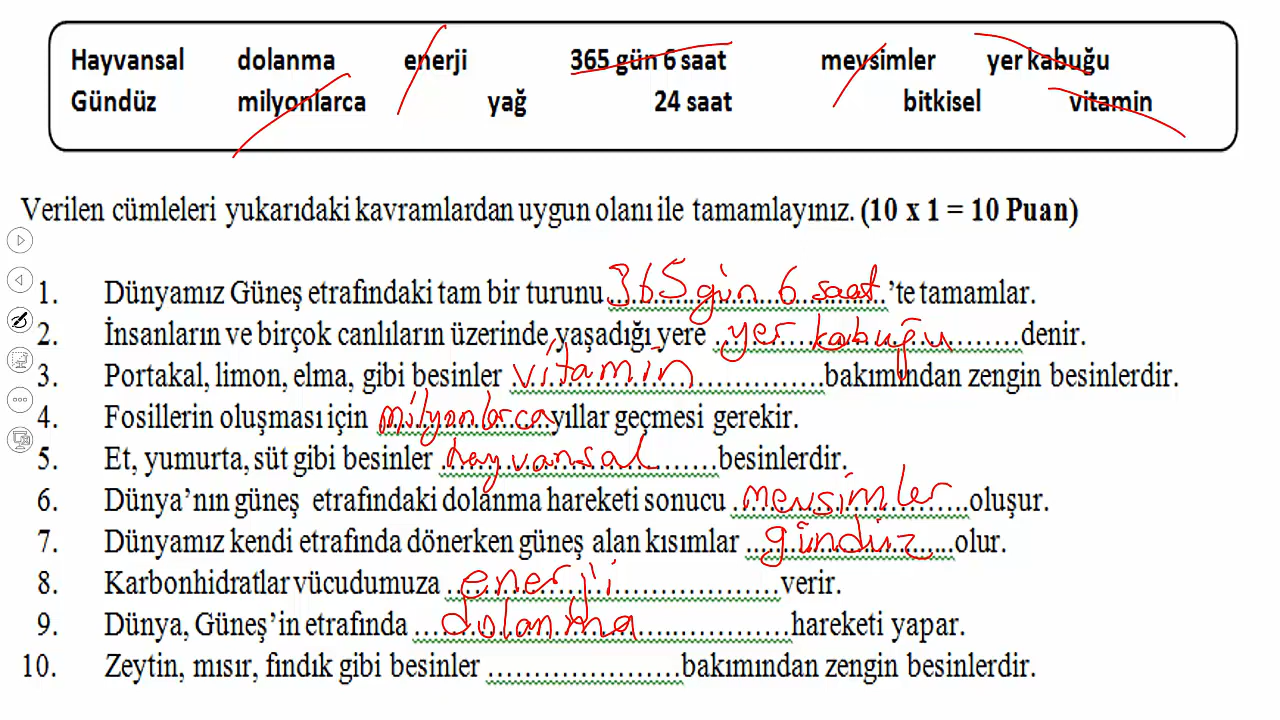 Hayvansal dolanma enerji 365 gün 6 saat mevsimler yer kabuğu
Gündüz milyonlarca yağ 24 saat bitkisel vitamin
Verilen cümleleri yukarıdaki kavramlardan uygun olanı ile tamamlayınız. (10 x 1 = 10 Puan)
1. Dünyamız Güneş etrafındaki tam bir turunu 365 gün 6 saat 'te tamamlar.
2. İnsanların ve birçok canlıların üzerinde yaşadığı yere yer kabuğu denir.
3. Portakal, limon, elma, gibi besinler vitamin bakımından zengin besinlerdir.
4. Fosillerin oluşması için milyonlarca yıllar geçmesi gerekir.
5. Et, yumurta, süt gibi besinler hayvansal besinlerdir.
6. Dünya'nın güneş etrafındaki dolanma hareketi sonucu mevsimler oluşur.
7. Dünyamız kendi etrafında dönerken güneş alan kısımlar gündüz olur.
8. Karbonhidratlar vücudumuza enerji verir.
9. Dünya, Güneş'in etrafında dolanma hareketi yapar.
10. Zeytin, mısır, fındık gibi besinler ………………… bakımından zengin besinlerdir.